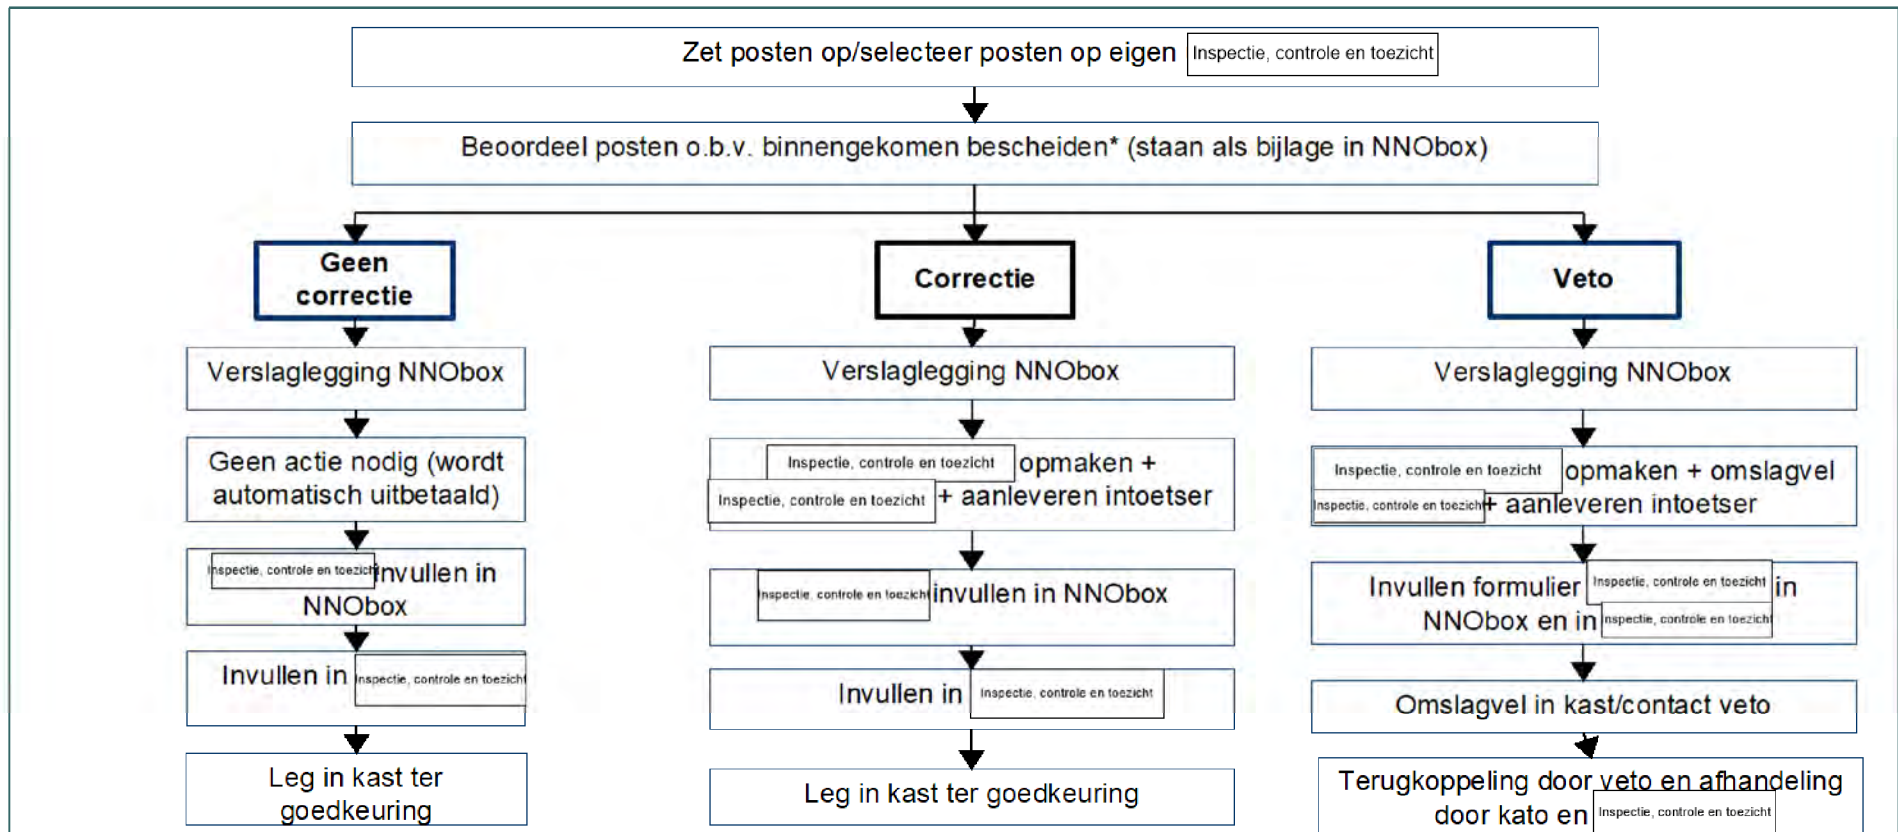 Zet posten op/selecteer posten op eigen Inspectie, controle en toezicht
Beoordeel posten o.b.v. binnengekomen bescheiden* (staan als bijlage in NNObox)
Geen
correctie
Verslaglegging NNObox
Geen actie nodig (wordt
automatisch uitbetaald)
Inspectie, controle en toezicht invullen in
NNObox
Invullen in Inspectie, controle en toezicht
Leg in kast ter
goedkeuring
Correctie
Verslaglegging NNObox
Inspectie, controle en toezicht opmaken +
Inspectie, controle en toezicht + aanleveren intoetser
Inspectie, controle en toezicht invullen in NNObox
Invullen in Inspectie, controle en toezicht
Leg in kast ter goedkeuring
Veto
Verslaglegging NNObox
Inspectie, controle en toezicht opmaken + omslagvel
Inspectie, controle en toezicht + aanleveren intoetser
Invullen formulier Inspectie, controle en toezicht in
NNObox en in Inspectie, controle en toezicht
Omslagvel in kast/contact veto
Terugkoppeling door veto en afhandeling
door kato en Inspectie, controle en toezicht